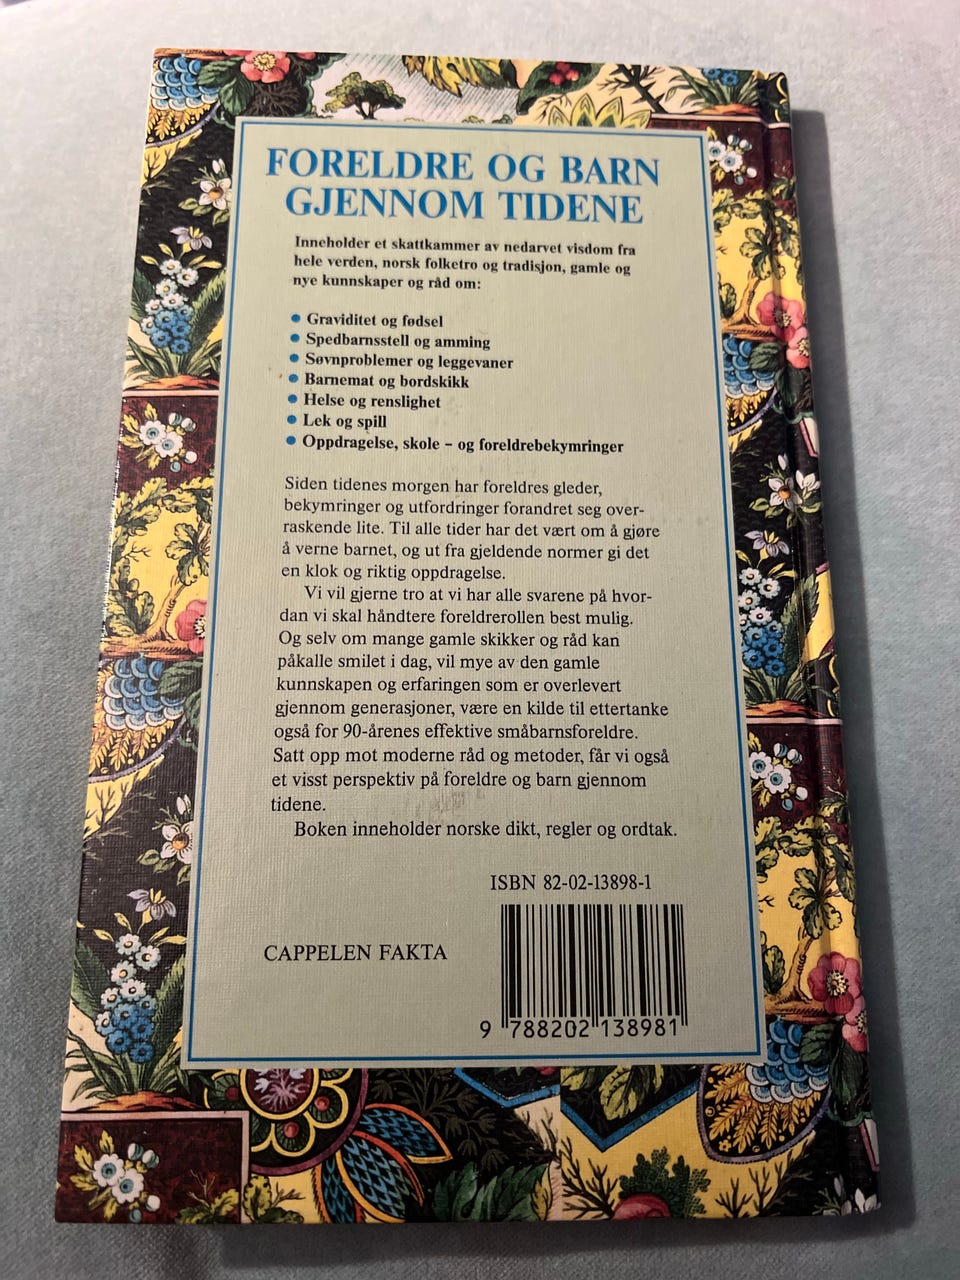 FORELDRE OG BARN
GJENNOM TIDENE
Inneholder et skattkammer av nedarvet visdom fra
hele verden, norsk folketro og tradisjon, gamle og
nye kunnskaper og råd om:
• Graviditet og fødsel
• Spedbarnsstell og amming
• Søvnproblemer og leggevaner
• Barnemat og bordskikk
• Helse og renslighet
• Lek og spill
• Oppdragelse, skole – og foreldrebekymringer
Siden tidenes morgen har foreldres gleder,
bekymringer og utfordringer forandret seg over-
raskende lite. Til alle tider har det vært om å gjøre
å verne barnet, og ut fra gjeldende normer gi det
en klok og riktig oppdragelse.
Vi vil gjerne tro at vi har alle svarene på hvor-
dan vi skal håndtere foreldrerollen best mulig.
Og selv om mange gamle skikker og råd kan
påkalle smilet i dag, vil mye av den gamle
kunnskapen og erfaringen som er overlevert
gjennom generasjoner, være en kilde til ettertanke
også for 90-årenes effektive småbarnsforeldre.
Satt opp mot moderne råd og metoder, får vi også
et visst perspektiv på foreldre og barn gjennom
tidene.
Boken inneholder norske dikt, regler og ordtak.
ISBN 82-02-13898-1
CAPPELEN FAKTA
9 788202 138981